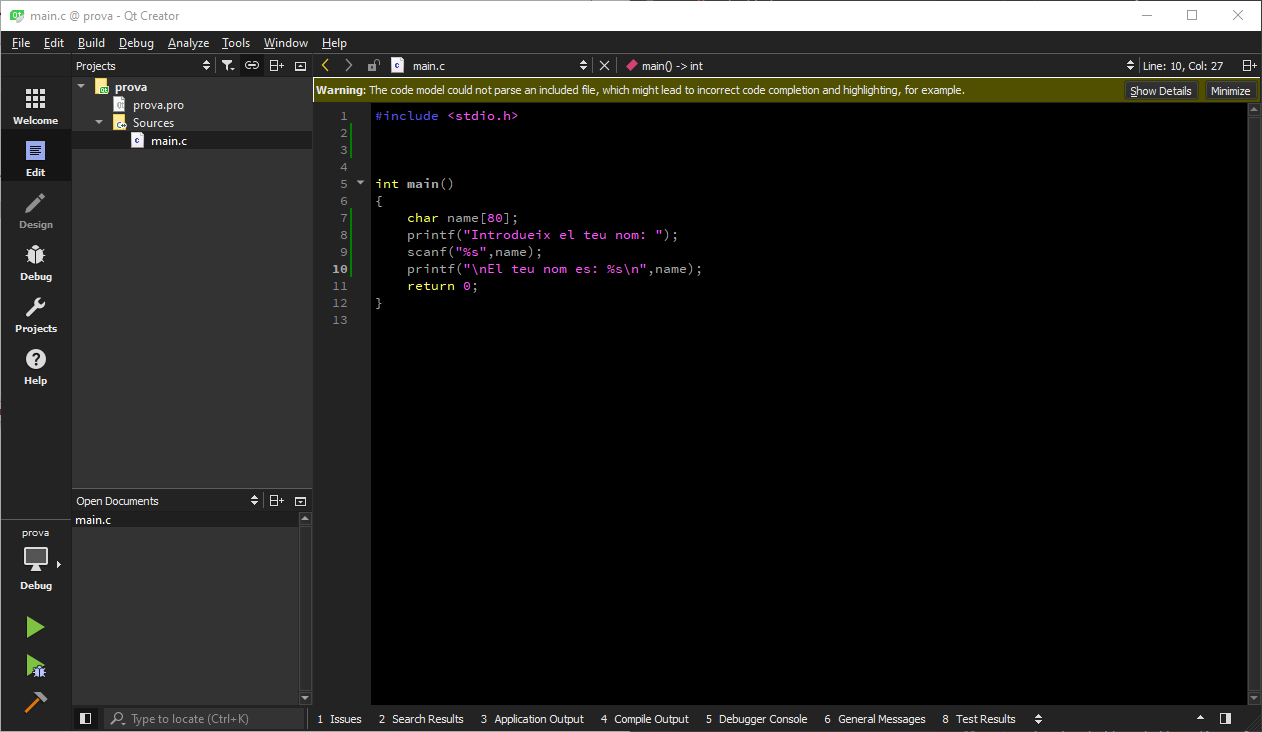 main.c @ prova - Qt Creator
File Edit Build Debug Analyze Tools Window Help
Projects
main.c
main() -> int
Line: 10, Col: 27
Warning: The code model could not parse an included file, which might lead to incorrect code completion and highlighting, for example.
Show Details
Minimize
Welcome
Edit
Design
Debug
Projects
Help
prova
prova.pro
Sources
main.c
1 #include <stdio.h>
2
3
4
5 int main()
6 {
7     char name[80];
8     printf("Introdueix el teu nom: ");
9     scanf("%s",name);
10     printf("\nEl teu nom es: %s\n",name);
11     return 0;
12 }
13
Open Documents
main.c
prova
Debug
Type to locate (Ctrl+K)
1 Issues 2 Search Results 3 Application Output 4 Compile Output 5 Debugger Console 6 General Messages 8 Test Results